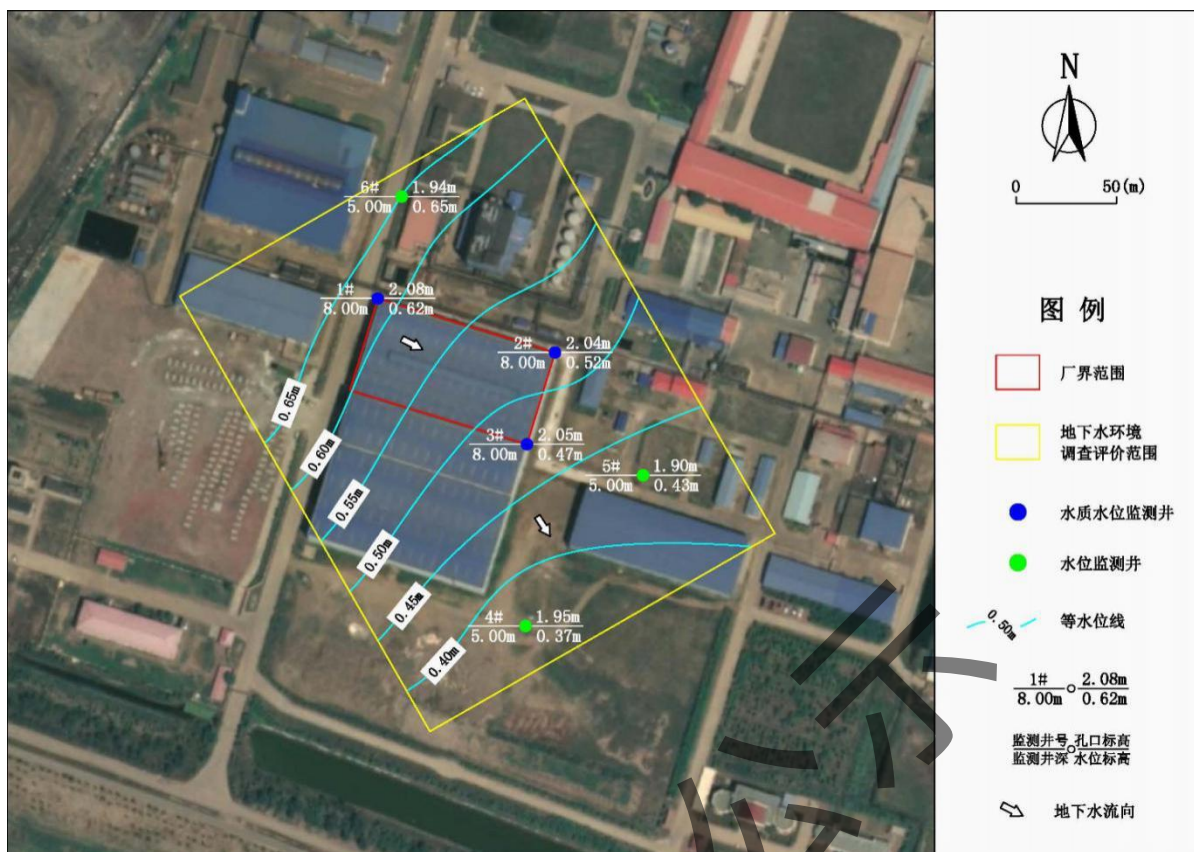 6# 1.94m
5.00m 0.65m
1# 2.08m
8.00m 0.62m
2# 2.04m
8.00m 0.52m
3# 2.05m
8.00m 0.47m
5# 1.90m
5.00m 0.43m
4# 1.95m
5.00m 0.37m
0.65m
0.60m
0.55m
0.50m
0.45m
0.40m
N
0 50(m)
图 例
厂界范围
地下水环境
调查评价范围
水质水位监测井
水位监测井
0.50m 等水位线
1# 2.08m
8.00m 0.62m
监测井号 孔口标高
监测井深 水位标高
地下水流向